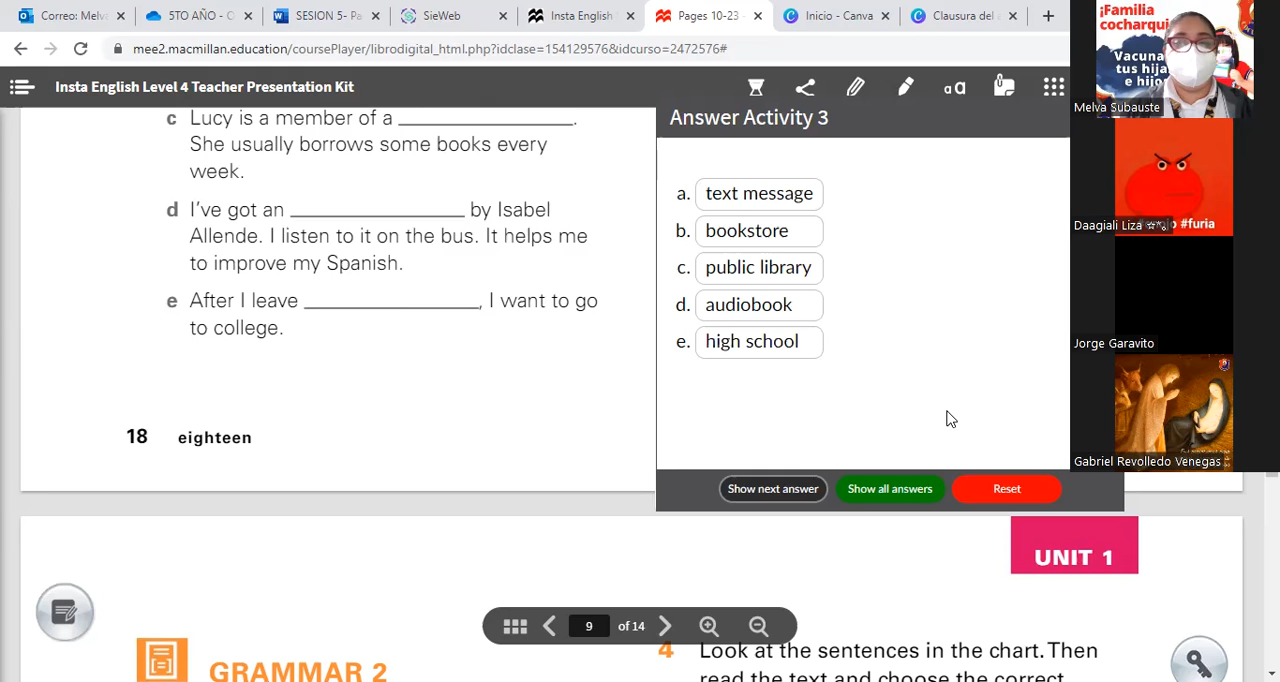 Correo: Melv
5TO AÑO - C
SESION 5- Pa
SieWeb
Insta English
Pages 10-23 -
Inicio - Canva
Clausura del
mee2.macmillan.education/coursePlayer/librodigital_html.php?idclase=154129576&idcurso=2472576#
Insta English Level 4 Teacher Presentation Kit
c Lucy is a member of a ________________.
She usually borrows some books every
week.
d I've got an ________________ by Isabel
Allende. I listen to it on the bus. It helps me
to improve my Spanish.
e After I leave ________________, I want to go
to college.
18 eighteen
Answer Activity 3
a. text message
b. bookstore
c. public library
d. audiobook
e. high school
Show next answer
Show all answers
Reset
UNIT 1
9 of 14
GRAMMAR 2
4 Look at the sentences in the chart. Then
read the text and choose the correct
¡Familia
cocharqui
Vacuna
tus hija
e hijo
Melva Subauste
#furia
Daagiali Liza
Jorge Garavito
Gabriel Revolledo Venegas